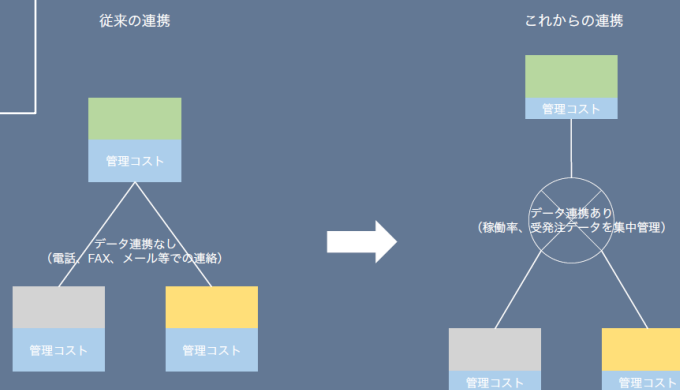 従来の連携
これからの連携
管理コスト
管理コスト
データ連携なし
（電話、FAX、メール等での連絡）
データ連携あり
（稼働率、受発注データを集中管理）
管理コスト
管理コスト
管理コスト
管理コスト